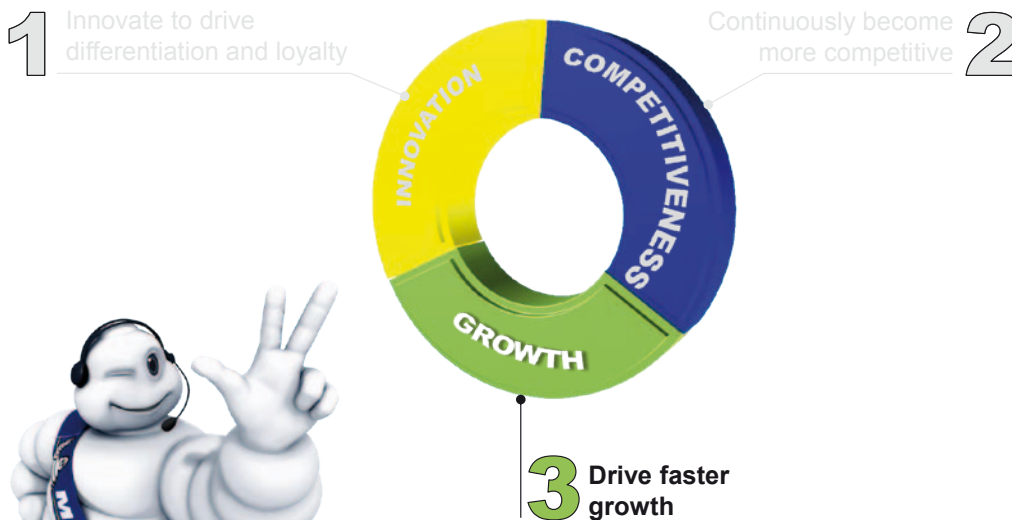 1
Innovate to drive
differentiation and loyalty
Continuously become
more competitive
2
INNOVATION
COMPETITIVENESS
GROWTH
3
Drive faster
growth
M